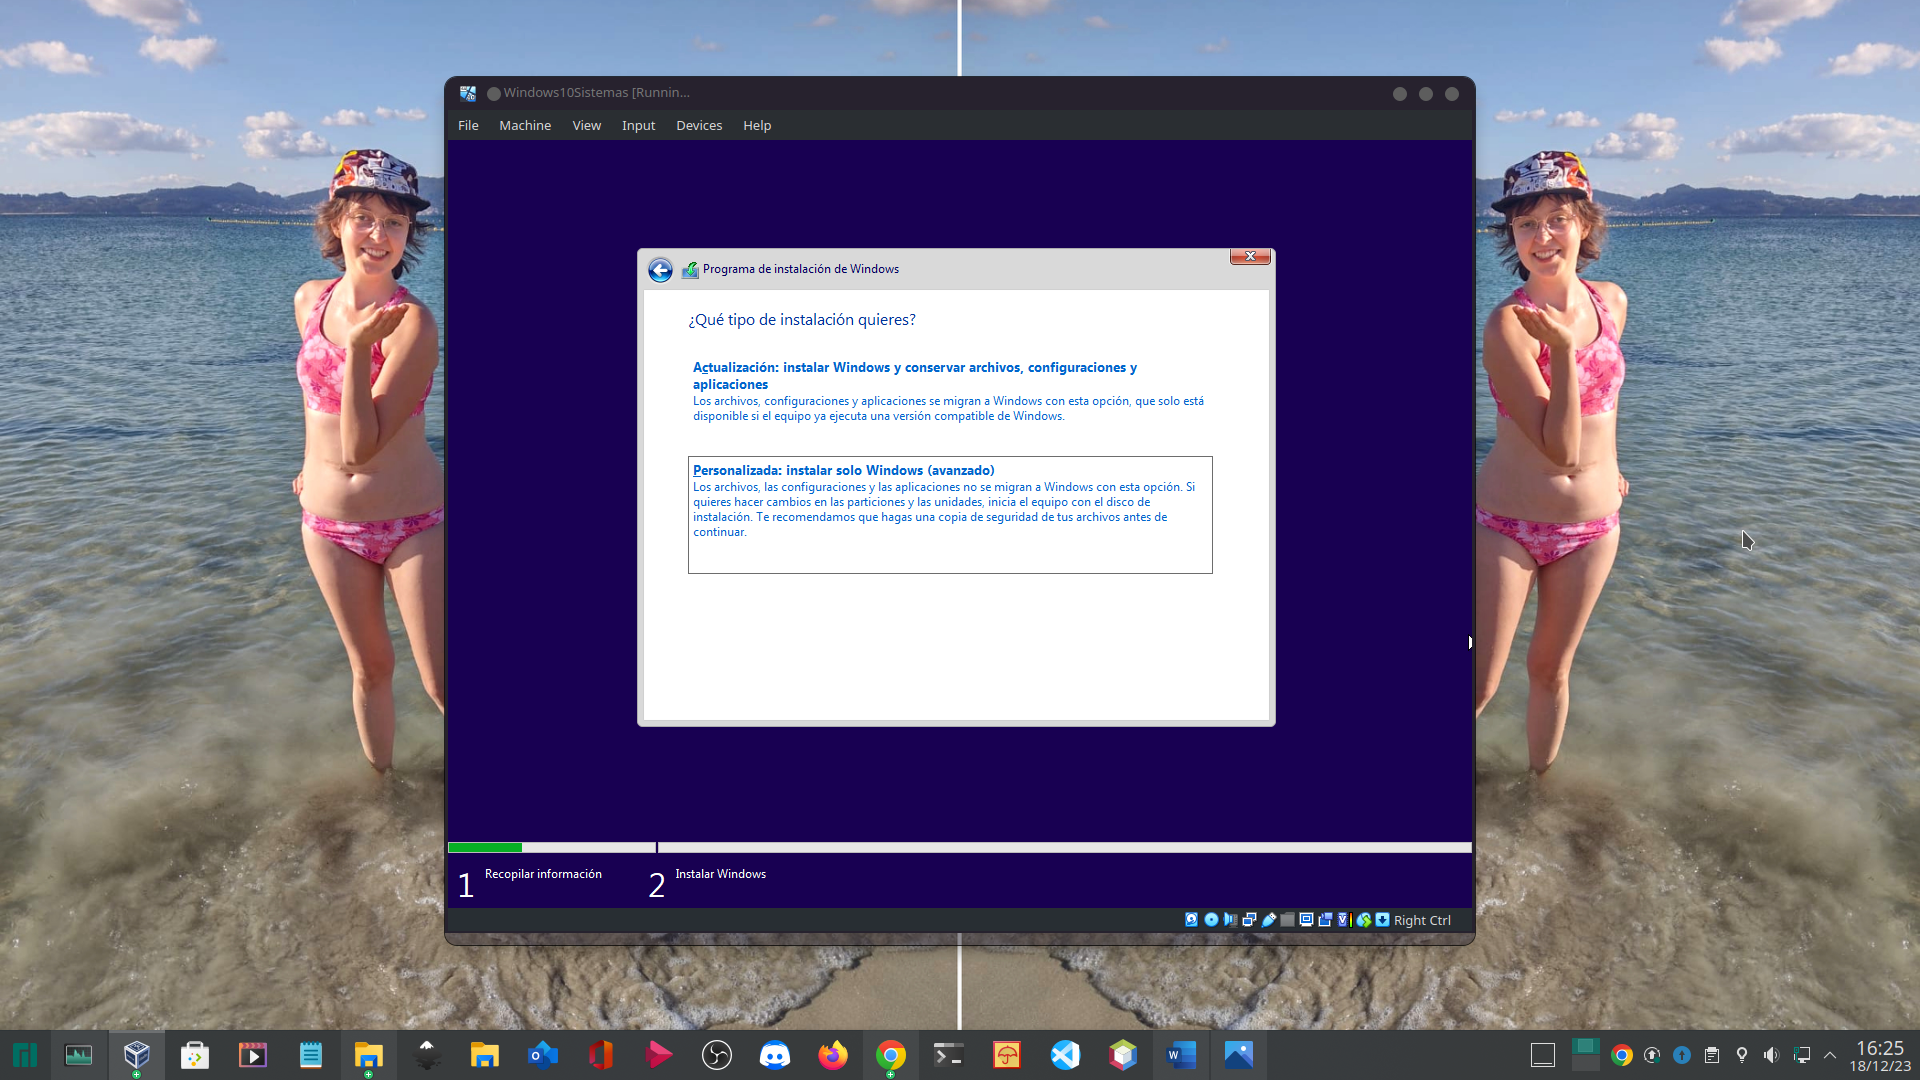 Windows10Sistemas [Runnin...
File Machine View Input Devices Help
Programa de instalación de Windows
¿Qué tipo de instalación quieres?
Actualización: instalar Windows y conservar archivos, configuraciones y
aplicaciones
Los archivos, configuraciones y aplicaciones se migran a Windows con esta opción, que solo está
disponible si el equipo ya ejecuta una versión compatible de Windows.
Personalizada: instalar solo Windows (avanzado)
Los archivos, las configuraciones y las aplicaciones no se migran a Windows con esta opción. Si
quieres hacer cambios en las particiones y las unidades, inicia el equipo con el disco de
instalación. Te recomendamos que hagas una copia de seguridad de tus archivos antes de
continuar.
1 Recopilar información 2 Instalar Windows
Right Ctrl
16:25
18/12/23